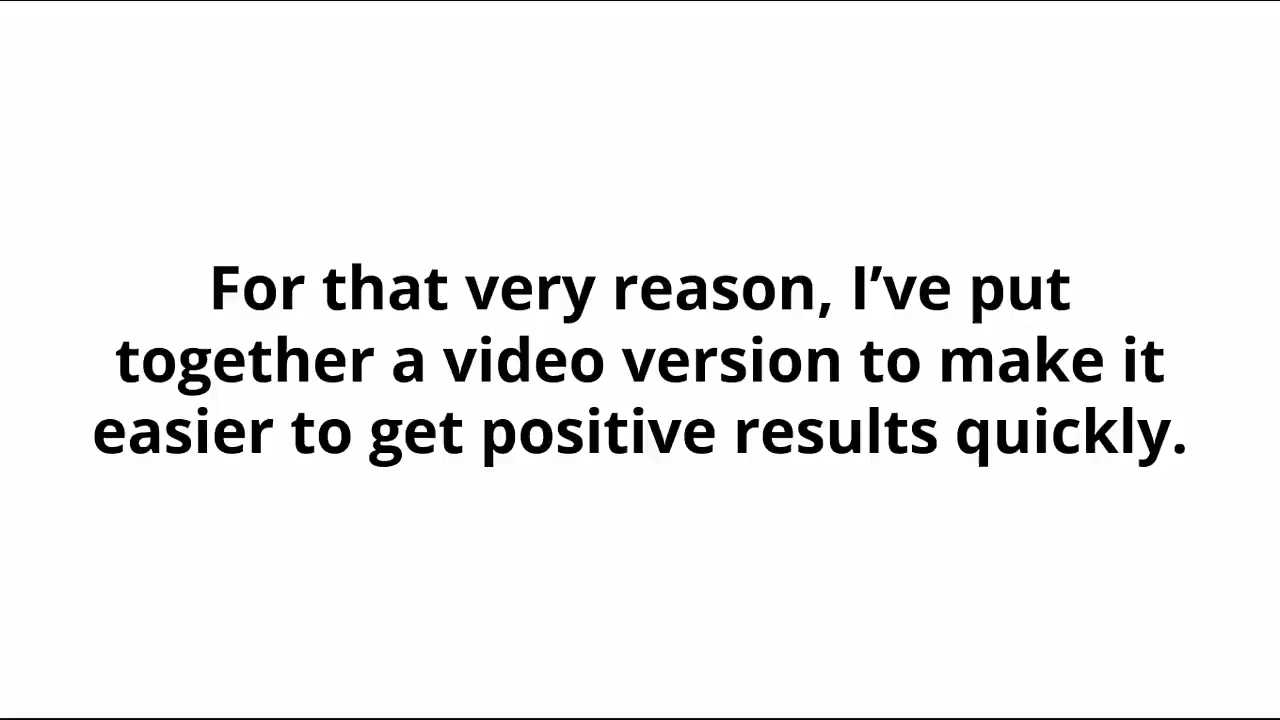 For that very reason, I’ve put
together a video version to make it
easier to get positive results quickly.